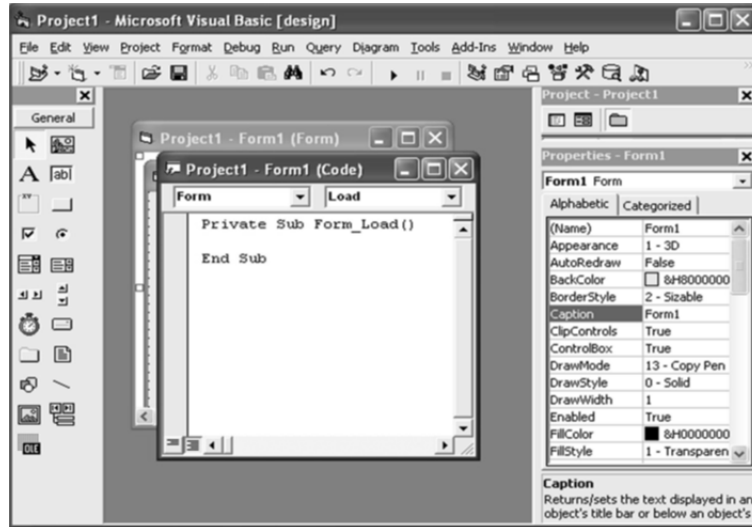 Project1 - Microsoft Visual Basic [design]
File Edit View Project Format Debug Run Query Diagram Tools Add-Ins Window Help
General
A ab|
XY
OLE
Project1 - Form1 (Form)
Project1 - Form1 (Code)
Form Load
Private Sub Form_Load()
End Sub
Project - Project1
Properties - Form1
Form1 Form
Alphabetic Categorized
(Name) Form1
Appearance 1 - 3D
AutoRedraw False
BackColor &H8000000
BorderStyle 2 - Sizable
Caption Form1
ClipControls True
ControlBox True
DrawMode 13 - Copy Pen
DrawStyle 0 - Solid
DrawWidth 1
Enabled True
FillColor &H0000000
FillStyle 1 - Transparen
Caption
Returns/sets the text displayed in an
object's title bar or below an object's